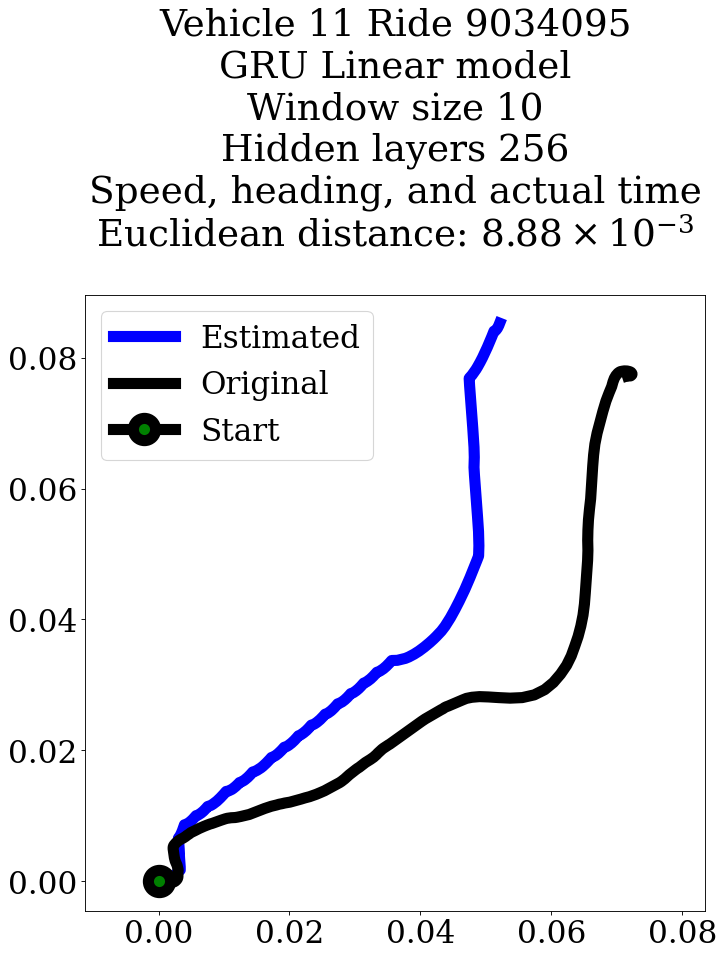 Vehicle 11 Ride 9034095
GRU Linear model
Window size 10
Hidden layers 256
Speed, heading, and actual time
Euclidean distance: 8.88 × 10⁻³
Estimated
Original
Start
0.08
0.06
0.04
0.02
0.00
0.00 0.02 0.04 0.06 0.08